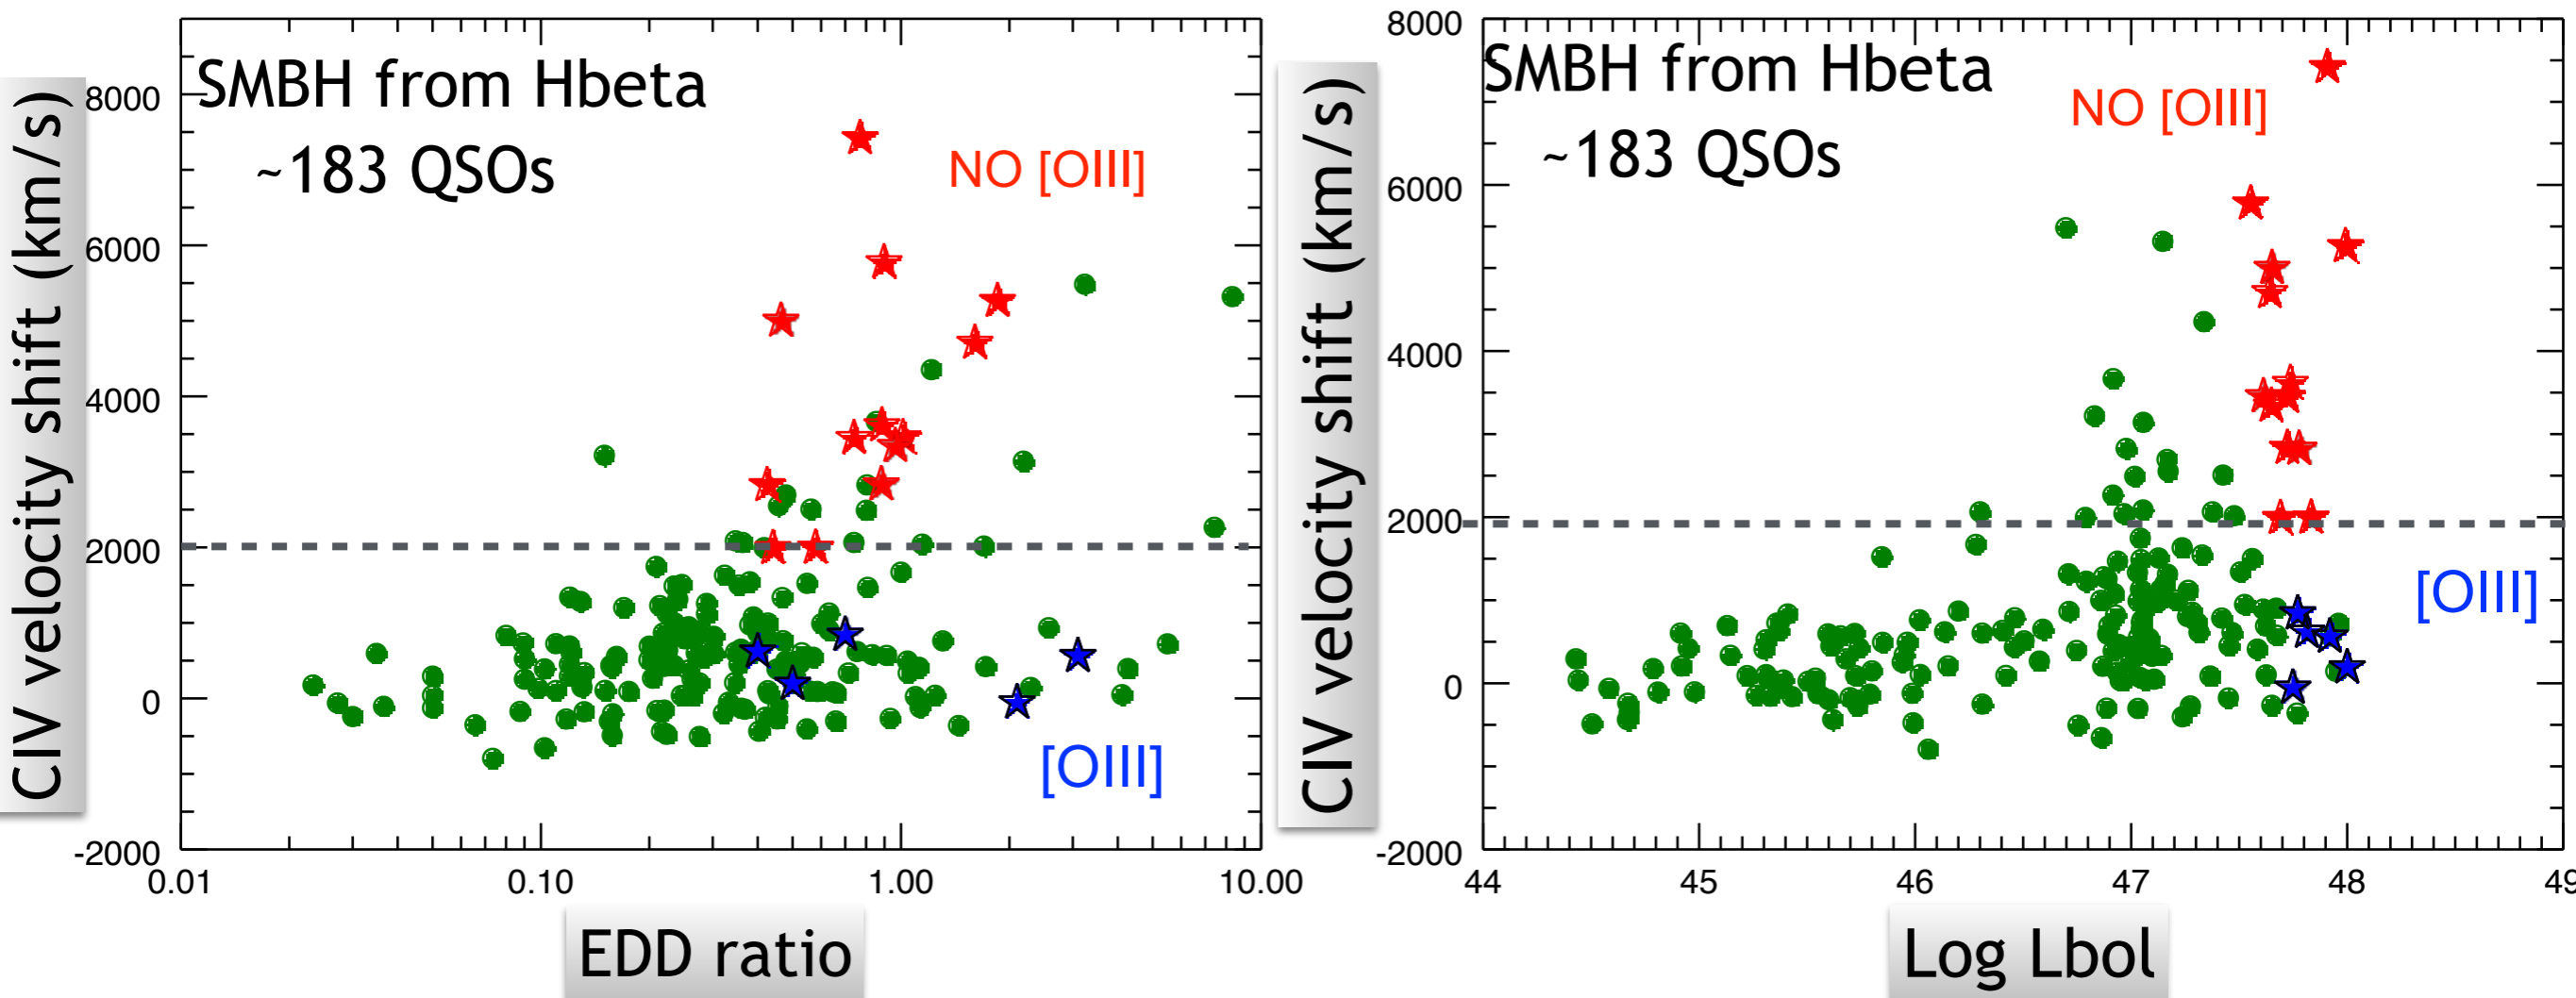 SMBH from Hbeta
~183 QSOs
NO [OIII]
[OIII]
CIV velocity shift (km/s)
8000
6000
4000
2000
0
-2000
0.01
0.10
1.00
10.00
EDD ratio
SMBH from Hbeta
~183 QSOs
NO [OIII]
[OIII]
CIV velocity shift (km/s)
8000
6000
4000
2000
0
-2000
44
45
46
47
48
49
Log Lbol